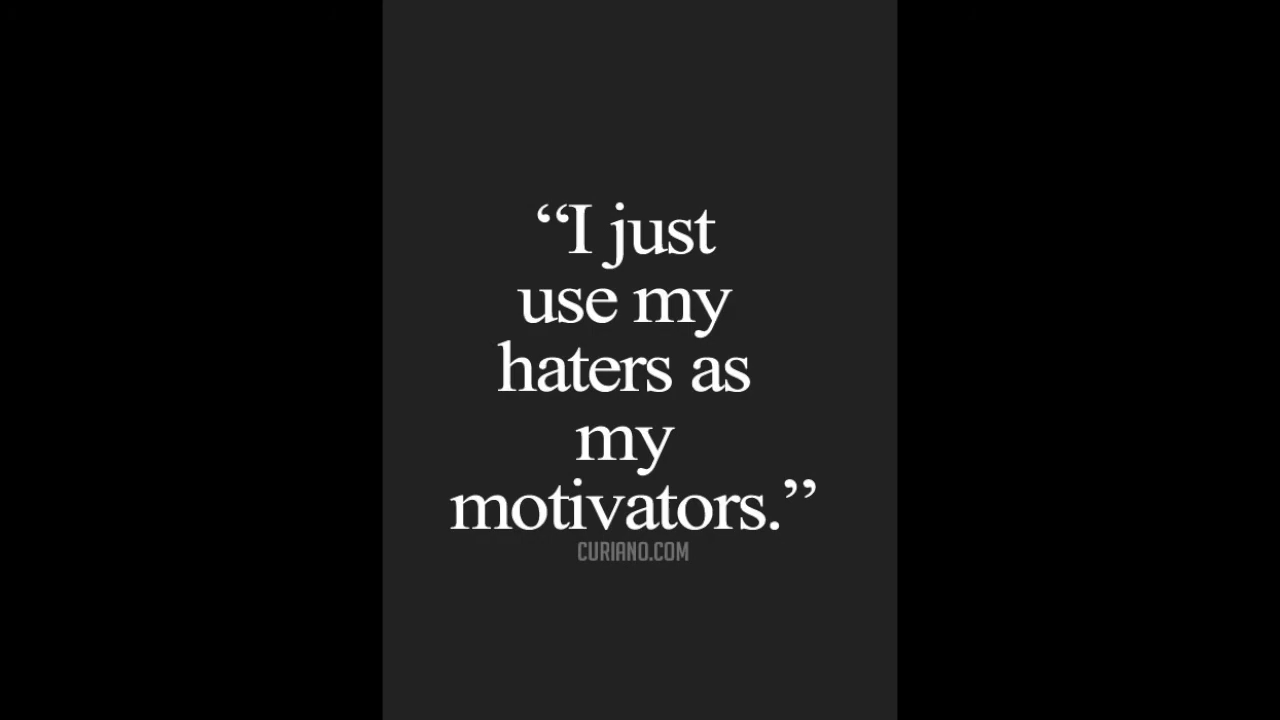 “I just
use my
haters as
my
motivators.”
CURIANO.COM